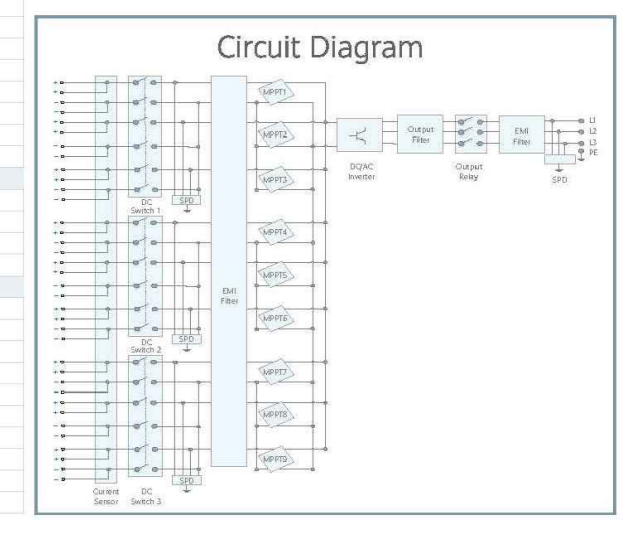 Circuit Diagram
MPPT1
MPPT2
MPPT3
MPPT4
MPPT5
MPPT6
MPPT7
MPPT8
MPPT9
DC
Switch 1
SPD
DC
Switch 2
SPD
Current
Sensor
DC
Switch 3
SPD
EMI
Filter
DC/AC
Inverter
Output
Filter
Output
Relay
EMI
Filter
L1
L2
L3
PE
SPD